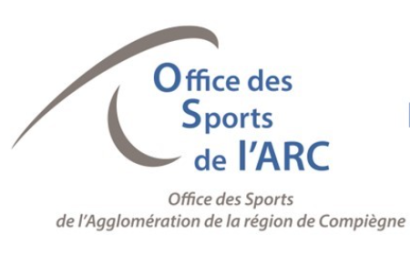 Office des
Sports
de l'ARC
Office des Sports
de l'Agglomération de la région de Compiègne